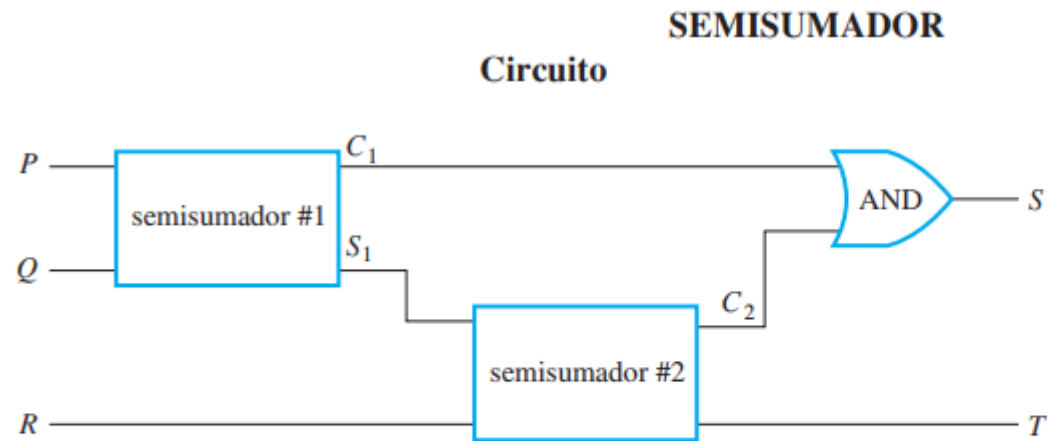 SEMISUMADOR
Circuito
P
C1
AND
S
semisumador #1
Q
S1
C2
semisumador #2
R
T